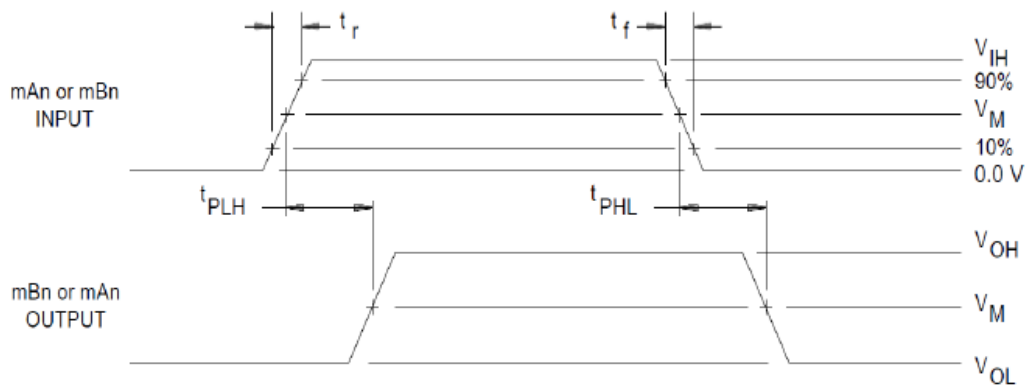 t r
t f
V IH
90%
mAn or mBn
INPUT
V M
10%
0.0 V
t PLH
t PHL
V OH
mBn or mAn
OUTPUT
V M
V OL